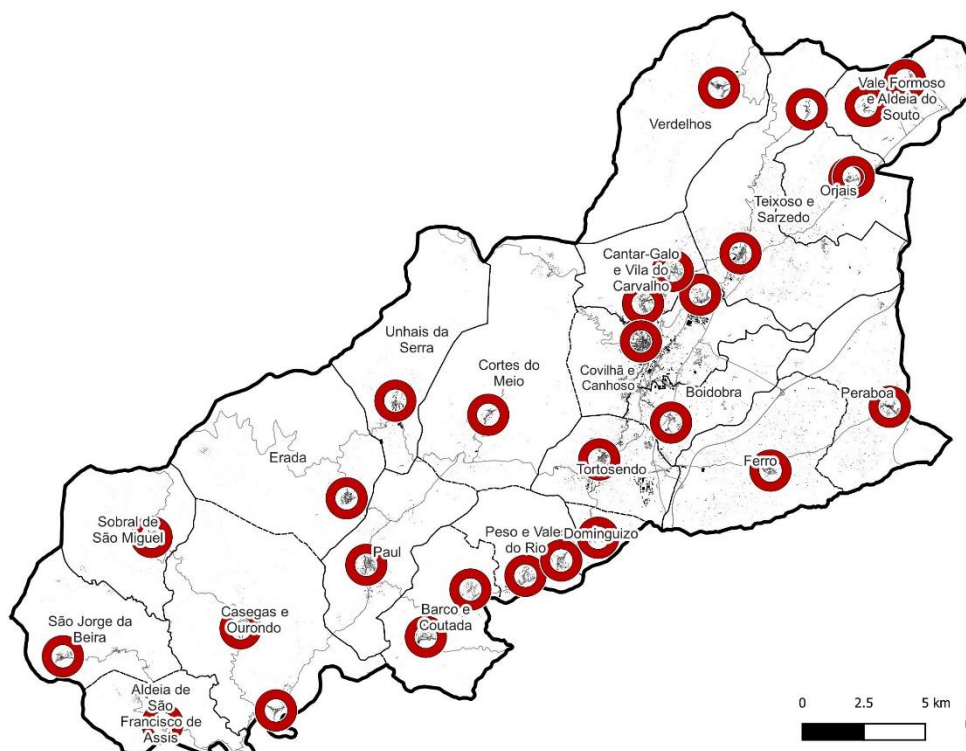 Vale Formoso
e Aldeia do
Souto
Verdelhos
Orjais
Teixoso e
Sarzedo
Cantar-Galo
e Vila do
Carvalho
Unhais da
Serra
Cortes do
Meio
Covilhã e
Canhoso
Boidobra
Peraboa
Erada
Tortosendo
Ferro
Sobral de
São Miguel
Peso e Vale
do Rio
Dominguizo
Paul
Casegas e
Ourondo
Barco e
Coutada
São Jorge da
Beira
Aldeia de
São
Francisco de
Assis
0 2.5 5 km